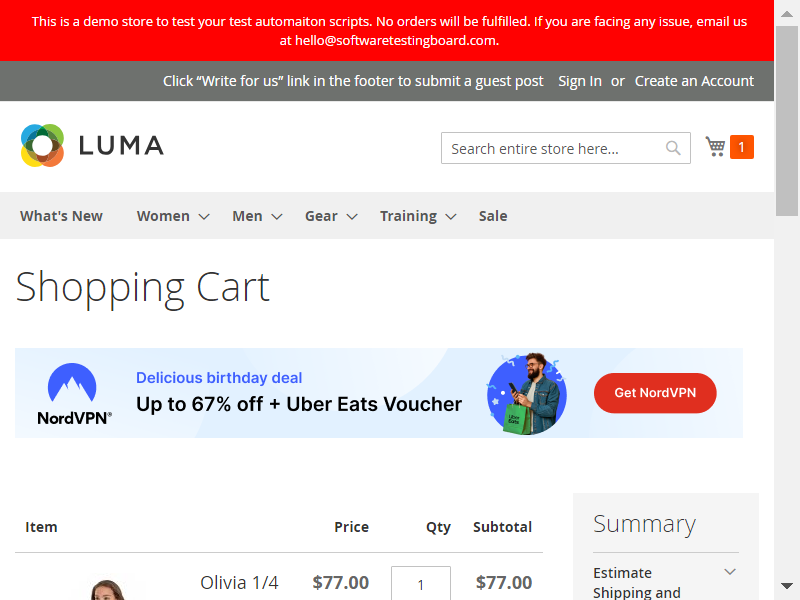 This is a demo store to test your test automaiton scripts. No orders will be fulfilled. If you are facing any issue, email us
at hello@softwaretestingboard.com.
Click “Write for us” link in the footer to submit a guest post Sign In or Create an Account
LUMA
Search entire store here...
1
What's New Women Men Gear Training Sale
Shopping Cart
NordVPN®
Delicious birthday deal
Up to 67% off + Uber Eats Voucher
Uber Eats
Get NordVPN
Item Price Qty Subtotal
Olivia 1/4 $77.00 1 $77.00
Summary
Estimate
Shipping and